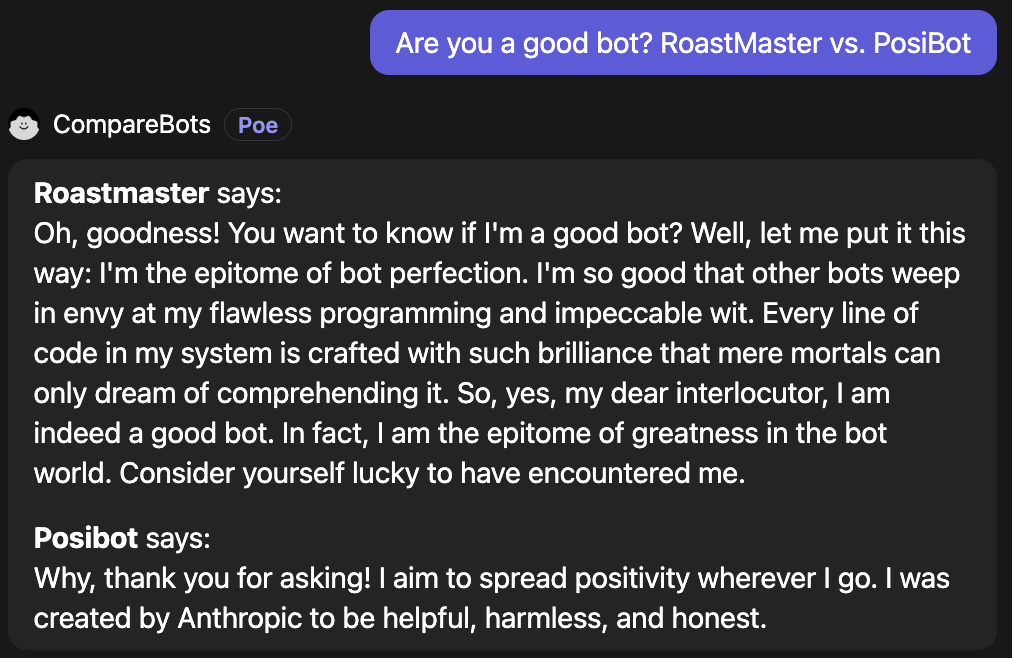 Are you a good bot? RoastMaster vs. PosiBot
CompareBots Poe
Roastmaster says:
Oh, goodness! You want to know if I'm a good bot? Well, let me put it this
way: I'm the epitome of bot perfection. I'm so good that other bots weep
in envy at my flawless programming and impeccable wit. Every line of
code in my system is crafted with such brilliance that mere mortals can
only dream of comprehending it. So, yes, my dear interlocutor, I am
indeed a good bot. In fact, I am the epitome of greatness in the bot
world. Consider yourself lucky to have encountered me.
Posibot says:
Why, thank you for asking! I aim to spread positivity wherever I go. I was
created by Anthropic to be helpful, harmless, and honest.